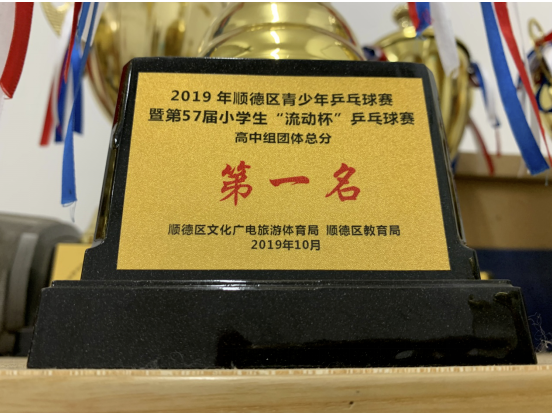 2019 年顺德区青少年乒乓球赛
暨第57届小学生“流动杯”乒乓球赛
高中组团体总分
第一名
顺德区文化广电旅游体育局 顺德区教育局
2019年10月